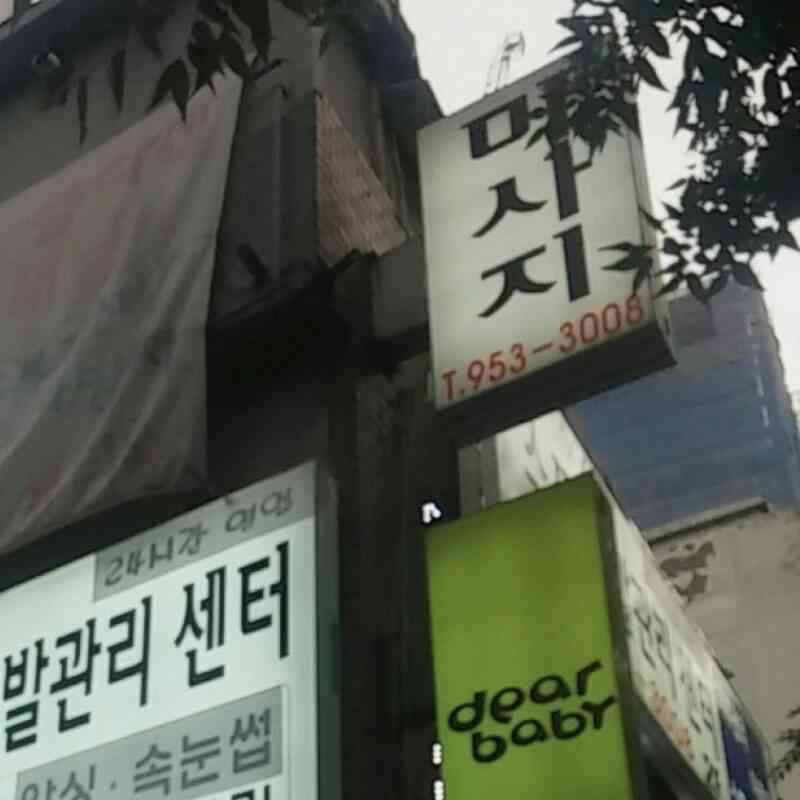 마
사
지
T.953-3008
24시간 영업
발관리 센터
속눈썹
dear
baby